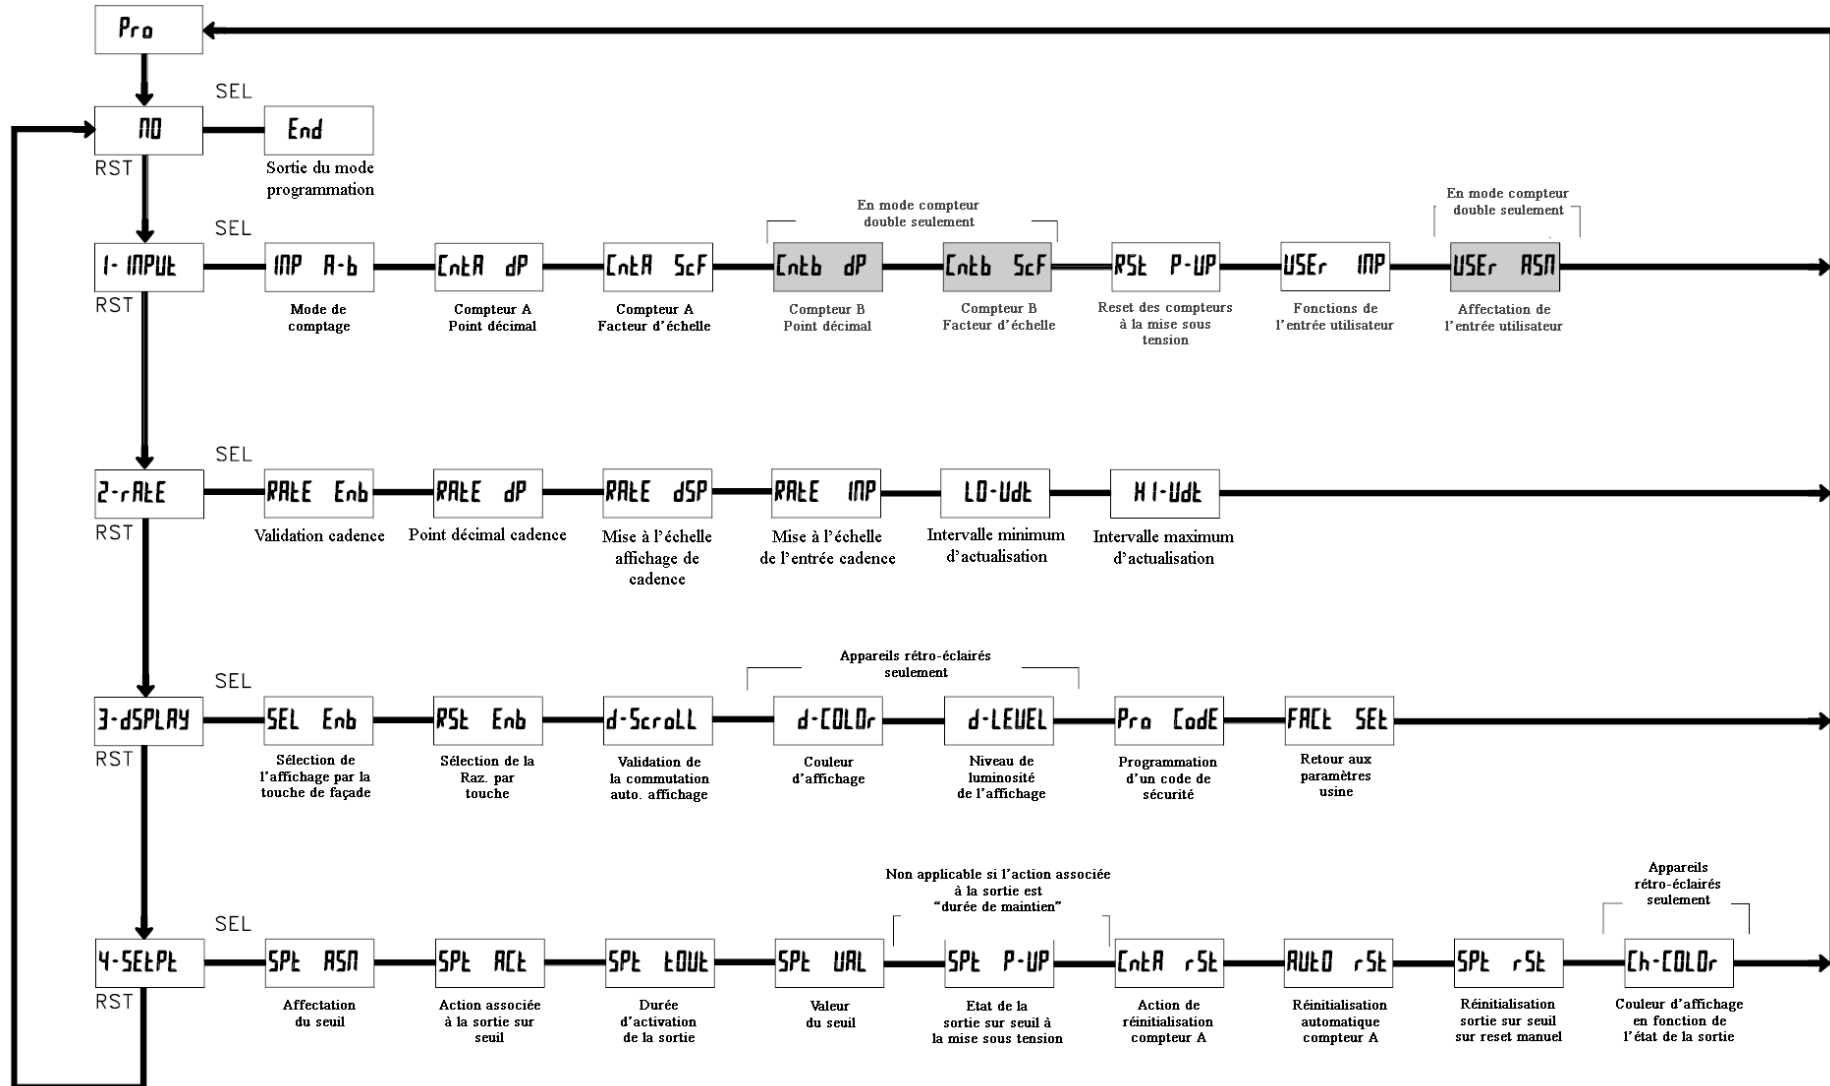 Pro
SEL
NO
End
RST
Sortie du mode
programmation
En mode compteur
double seulement
En mode compteur
double seulement
SEL
1-INPUt
INP A-b
CntA dP
CntA ScF
Cntb dP
Cntb ScF
RSt P-UP
USEr INP
USEr ASN
RST
Mode de
comptage
Compteur A
Point décimal
Compteur A
Facteur d'échelle
Compteur B
Point décimal
Compteur B
Facteur d'échelle
Reset des compteurs
à la mise sous
tension
Fonctions de
l'entrée utilisateur
Affectation de
l'entrée utilisateur
SEL
2-rAtE
RAtE Enb
RAtE dP
RAtE dSP
RAtE INP
LO-Udt
HI-Udt
RST
Validation cadence
Point décimal cadence
Mise à l'échelle
affichage de
cadence
Mise à l'échelle
de l'entrée cadence
Intervalle minimum
d'actualisation
Intervalle maximum
d'actualisation
Appareils rétro-éclairés
seulement
SEL
3-dSPLAY
SEL Enb
RSt Enb
d-ScroLL
d-COLOr
d-LEVEL
Pro CodE
FACt SEt
RST
Sélection de
l'affichage par la
touche de façade
Sélection de la
Raz. par
touche
Validation de
la commutation
auto. affichage
Couleur
d'affichage
Niveau de
luminosité
de l'affichage
Programmation
d'un code de
sécurité
Retour aux
paramètres
usine
Non applicable si l'action associée
à la sortie est
“durée de maintien”
Appareils
rétro-éclairés
seulement
SEL
4-SEtPt
SPt ASN
SPt ACt
SPt tOUt
SPt VAL
SPt P-UP
CntA rSt
AUtO rSt
SPt rSt
Ch-COLOr
RST
Affectation
du seuil
Action associée
à la sortie sur
seuil
Durée
d'activation
de la sortie
Valeur
du seuil
Etat de la
sortie sur seuil à
la mise sous tension
Action de
réinitialisation
compteur A
Réinitialisation
automatique
compteur A
Réinitialisation
sortie sur seuil
sur reset manuel
Couleur d'affichage
en fonction de
l'état de la sortie